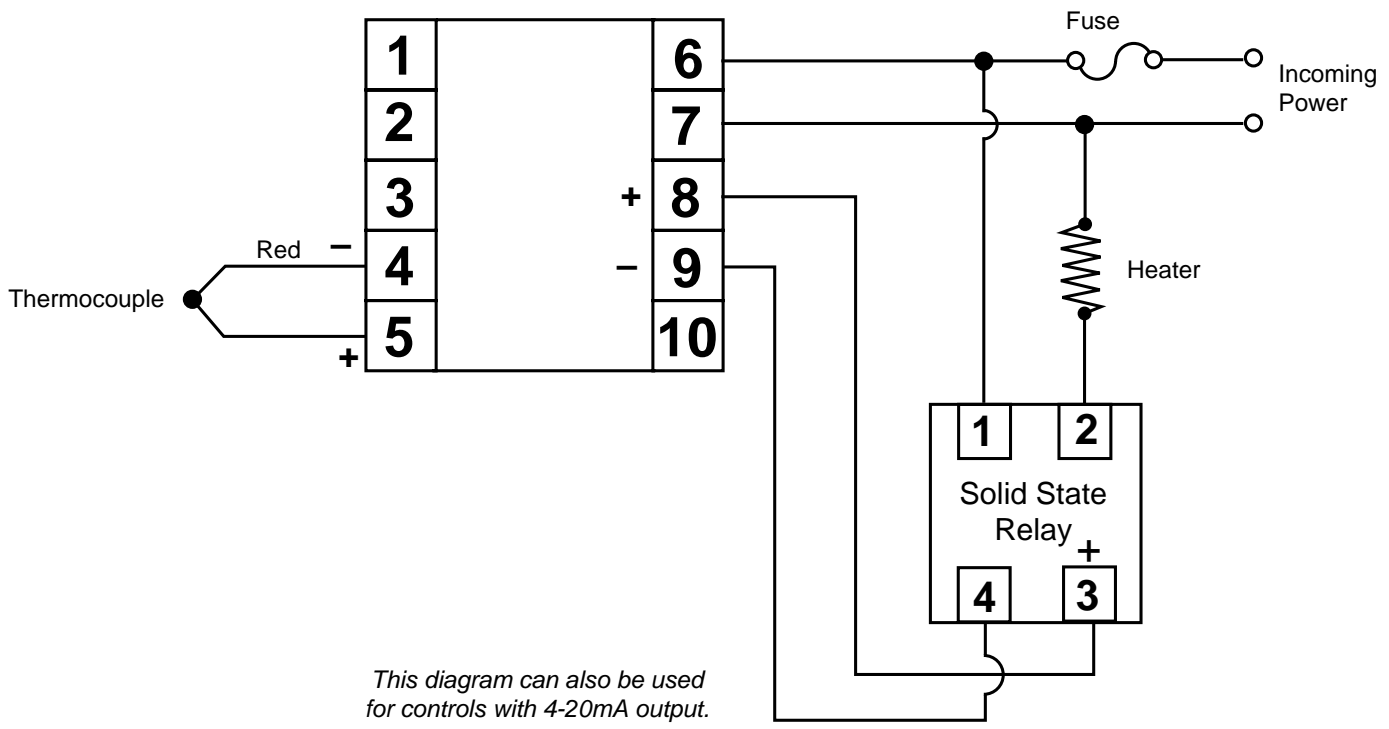 Fuse
Incoming
Power
1
2
3
4
5
6
7
8
9
10
+
–
Red –
Thermocouple
+
Heater
1
2
Solid State
Relay
+
4
3
This diagram can also be used
for controls with 4-20mA output.